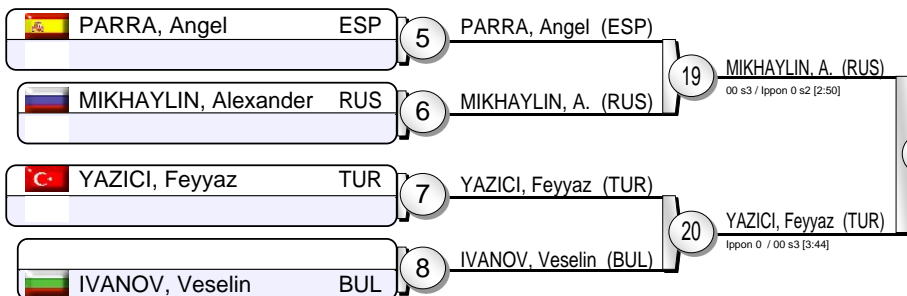 PARRA, Angel ESP
5
PARRA, Angel (ESP)
MIKHAYLIN, Alexander RUS
6
MIKHAYLIN, A. (RUS)
19
MIKHAYLIN, A. (RUS)
00 s3 / Ippon 0 s2 [2:50]
YAZICI, Feyyaz TUR
7
YAZICI, Feyyaz (TUR)
IVANOV, Veselin BUL
8
IVANOV, Veselin (BUL)
20
YAZICI, Feyyaz (TUR)
Ippon 0 / 00 s3 [3:44]